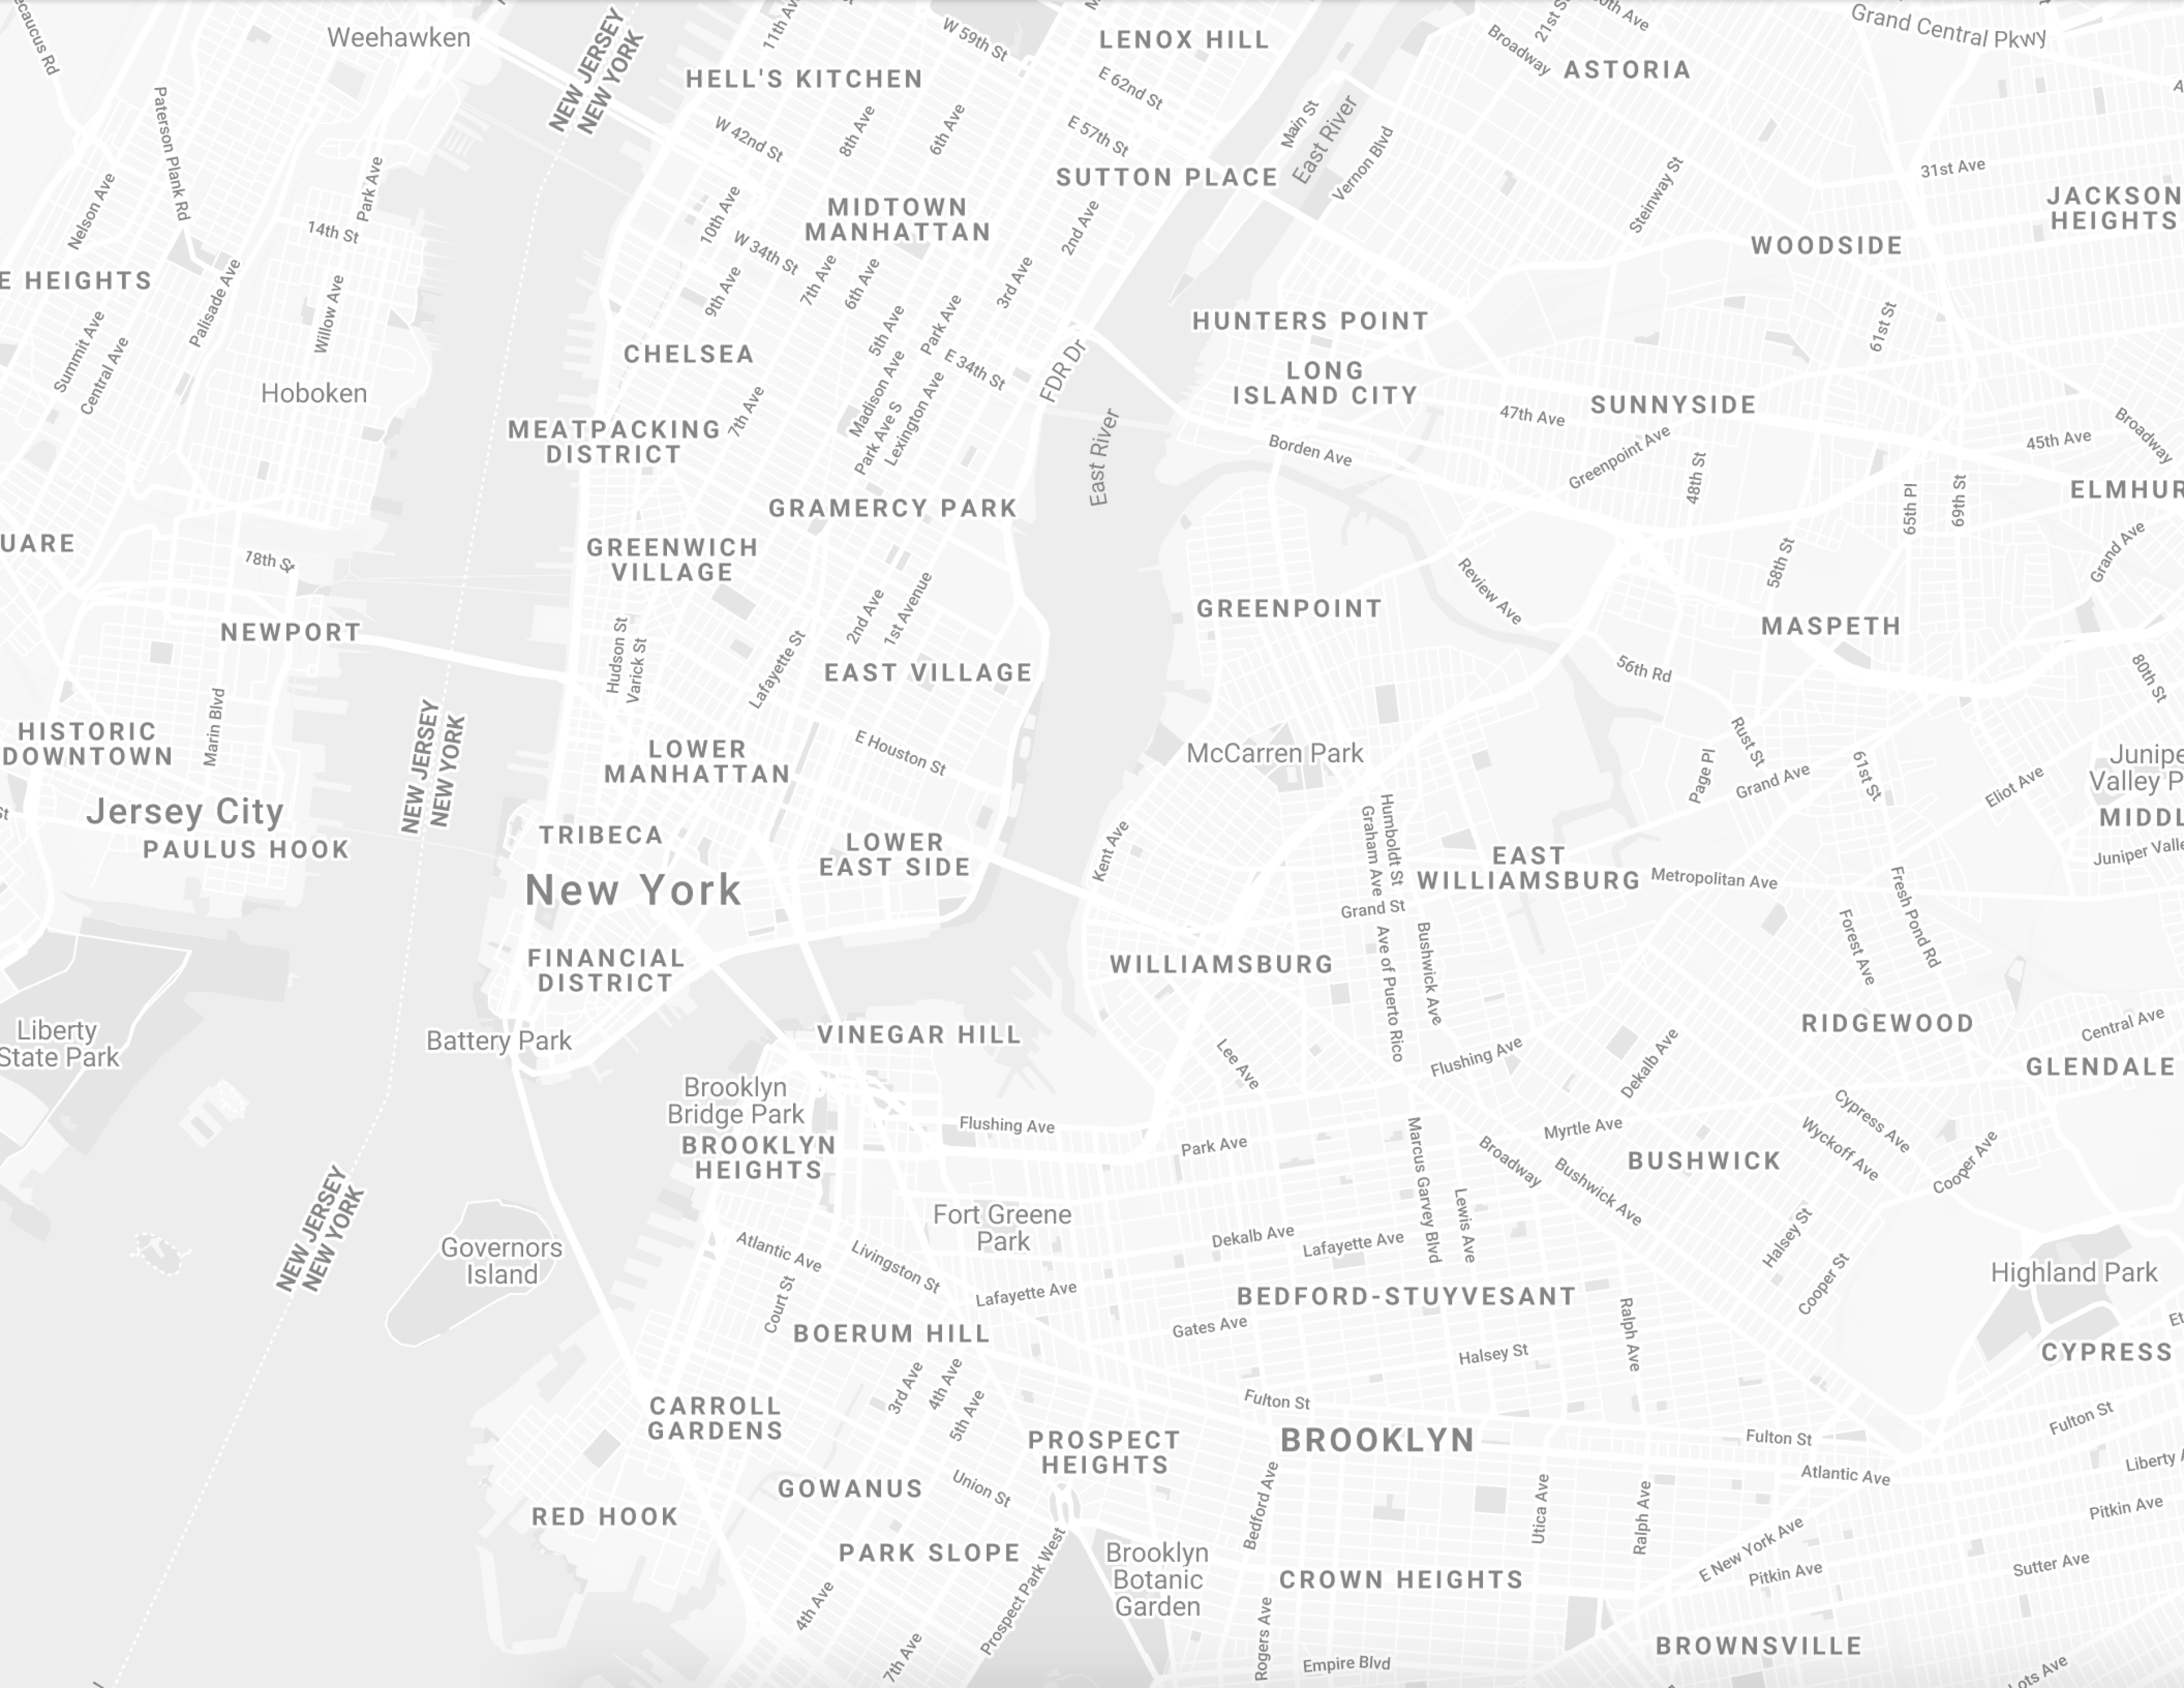 Weehawken
NEW JERSEY
NEW YORK
11th Av
W 59th St
LENOX HILL
21st S
0th Ave
Broadway
ASTORIA
Grand Central Pkwy
ecaucus Rd
HELL'S KITCHEN
E 62nd St
Paterson Plank Rd
W 42nd St
8th Ave
6th Ave
E 57th St
Main St
East River
Vernon Blvd
31st Ave
Steinway St
Nelson Ave
Park Ave
SUTTON PLACE
10th Ave
MIDTOWN
MANHATTAN
2nd Ave
JACKSON
HEIGHTS
14th St
W 34th St
WOODSIDE
E HEIGHTS
Palisade Ave
Willow Ave
9th Ave
7th Ave
6th Ave
3rd Ave
HUNTERS POINT
61st St
Summit Ave
Central Ave
5th Ave
Park Ave
CHELSEA
E 34th St
FDR Dr
LONG
ISLAND CITY
Hoboken
Madison Ave
Park Ave S
Lexington Ave
SUNNYSIDE
47th Ave
MEATPACKING
DISTRICT
7th Ave
East River
Borden Ave
Greenpoint Ave
48th St
45th Ave
Broadway
65th Pl
69th St
ELMHUR
GRAMERCY PARK
UARE
GREENWICH
VILLAGE
18th St
58th St
Grand Ave
Review Ave
2nd Ave
1st Avenue
GREENPOINT
NEWPORT
MASPETH
Hudson St
Varick St
Lafayette St
EAST VILLAGE
56th Rd
80th St
Marin Blvd
HISTORIC
DOWNTOWN
NEW JERSEY
NEW YORK
LOWER
MANHATTAN
E Houston St
McCarren Park
Rust St
Page Pl
Grand Ave
61st St
Eliot Ave
Junipe
Valley P
Jersey City
PAULUS HOOK
St
TRIBECA
LOWER
EAST SIDE
Kent Ave
Graham Ave
Humboldt St
EAST
WILLIAMSBURG
Metropolitan Ave
MIDDL
Juniper Valle
New York
Grand St
Forest Ave
Fresh Pond Rd
FINANCIAL
DISTRICT
WILLIAMSBURG
Ave of Puerto Rico
Bushwick Ave
Liberty
State Park
Battery Park
VINEGAR HILL
Lee Ave
Flushing Ave
Dekalb Ave
RIDGEWOOD
Central Ave
GLENDALE
Brooklyn
Bridge Park
BROOKLYN
HEIGHTS
Flushing Ave
Park Ave
Marcus Garvey Blvd
Myrtle Ave
Broadway
Bushwick Ave
BUSHWICK
Cypress Ave
Wyckoff Ave
Cooper Ave
NEW JERSEY
NEW YORK
Governors
Island
Fort Greene
Park
Lewis Ave
Atlantic Ave
Livingston St
Dekalb Ave
Lafayette Ave
Halsey St
Cooper St
Highland Park
Court St
Lafayette Ave
BEDFORD-STUYVESANT
BOERUM HILL
Gates Ave
Ralph Ave
Halsey St
Et
CYPRESS
3rd Ave
4th Ave
5th Ave
CARROLL
GARDENS
Fulton St
PROSPECT
HEIGHTS
BROOKLYN
Fulton St
Fulton St
Atlantic Ave
Liberty A
GOWANUS
Union St
Bedford Ave
Utica Ave
Ralph Ave
Pitkin Ave
RED HOOK
PARK SLOPE
Prospect Park West
Brooklyn
Botanic
Garden
E New York Ave
Pitkin Ave
Sutter Ave
CROWN HEIGHTS
4th Ave
Rogers Ave
7th Ave
Empire Blvd
BROWNSVILLE
Lots Ave